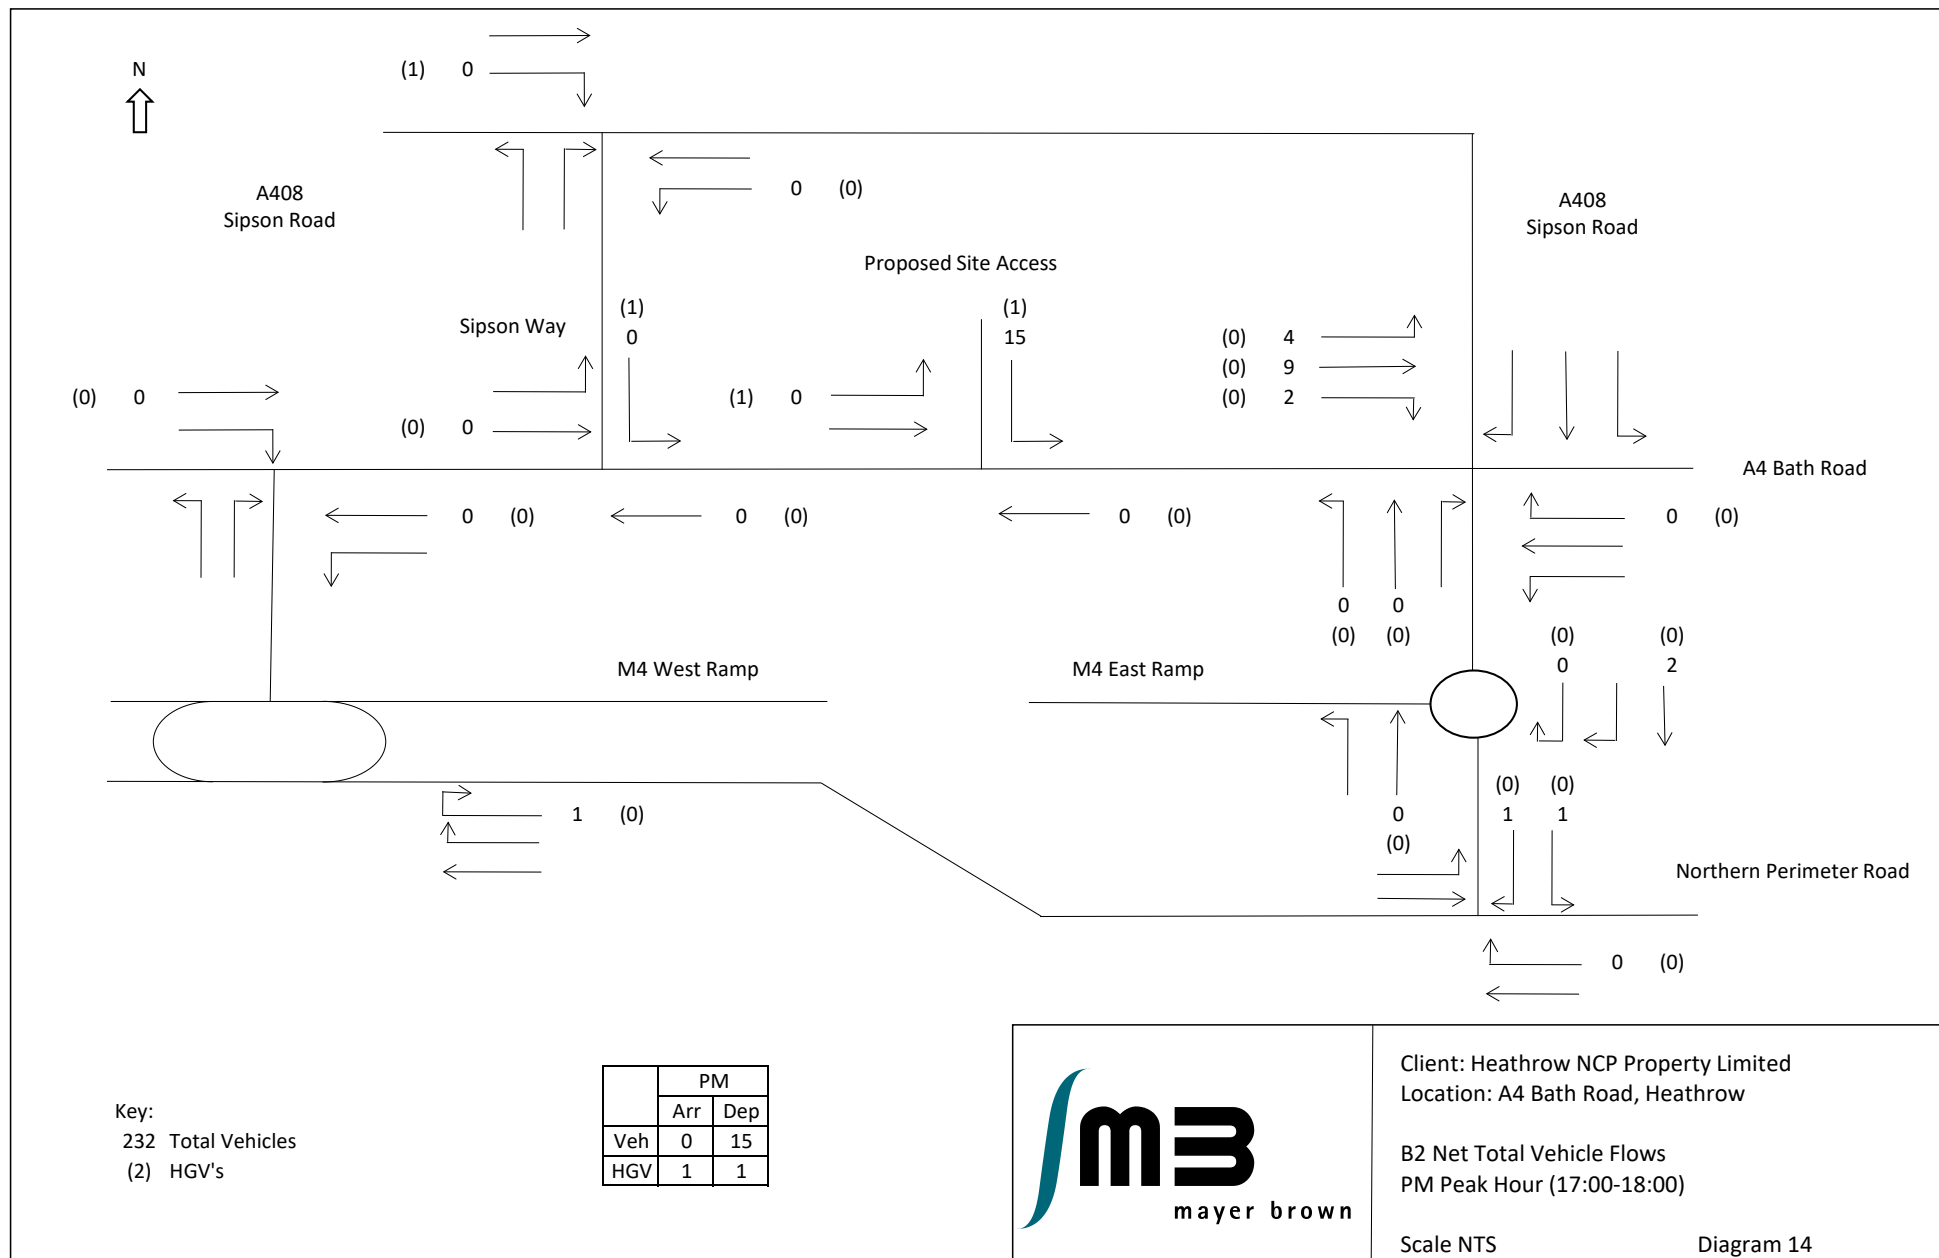 N
(1) 0
0 (0)
A408
Sipson Road
A408
Sipson Road
Proposed Site Access
(1)
0
(1)
15
Sipson Way
(0) 4
(0) 9
(0) 2
(0) 0
(0) 0
(1) 0
A4 Bath Road
0 (0)
0 (0)
0 (0)
0 (0)
0 0
(0) (0)
(0) (0)
0 2
M4 West Ramp
M4 East Ramp
1 (0)
0
(0)
(0) (0)
1 1
Northern Perimeter Road
0 (0)
Key:
232 Total Vehicles
(2) HGV's
PM
Arr Dep
Veh 0 15
HGV 1 1
mB
mayer brown
Client: Heathrow NCP Property Limited
Location: A4 Bath Road, Heathrow
B2 Net Total Vehicle Flows
PM Peak Hour (17:00-18:00)
Scale NTS Diagram 14